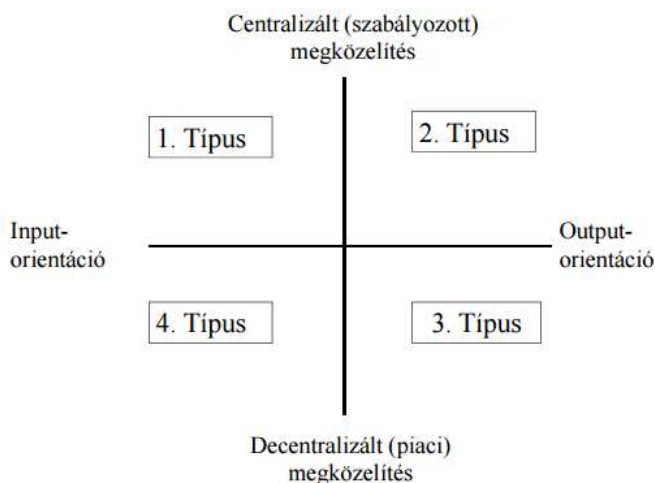 Centralizált (szabályozott)
megközelítés
1. Típus
2. Típus
Input-
orientáció
Output-
orientáció
4. Típus
3. Típus
Decentralizált (piaci)
megközelítés